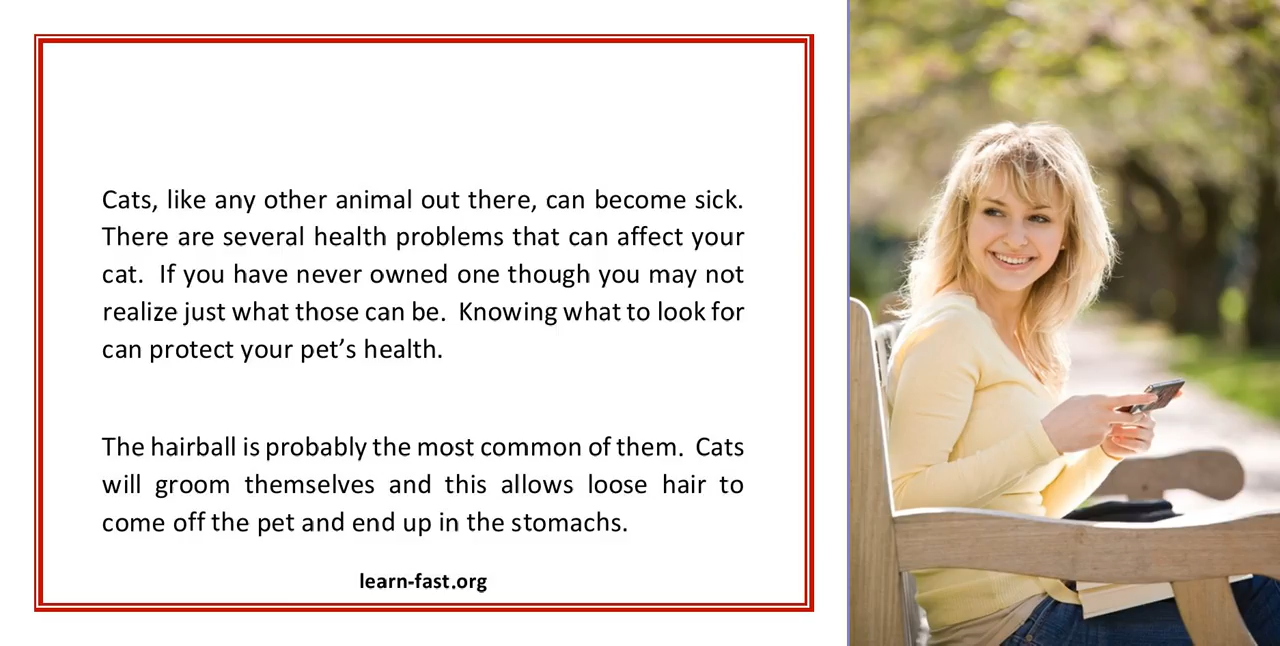 Cats, like any other animal out there, can become sick.
There are several health problems that can affect your
cat.  If you have never owned one though you may not
realize just what those can be.  Knowing what to look for
can protect your pet’s health.
The hairball is probably the most common of them.  Cats
will groom themselves and this allows loose hair to
come off the pet and end up in the stomachs.
learn-fast.org